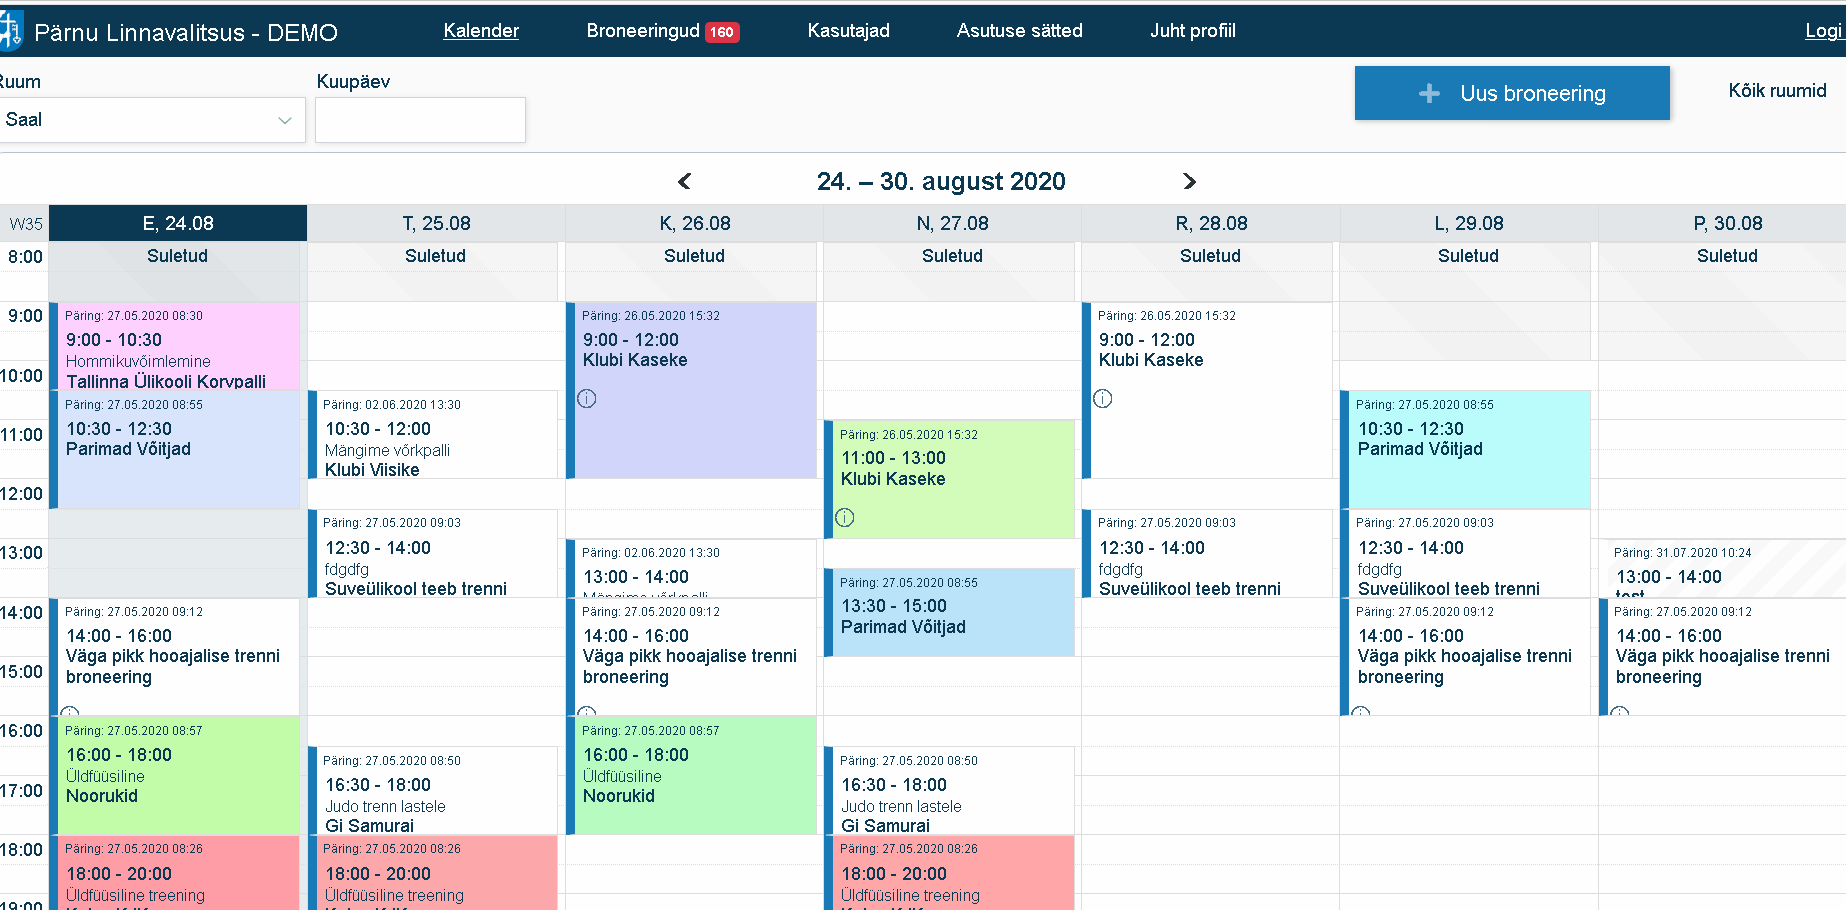 Pärnu Linnavalitsus - DEMO
Kalender
Broneeringud 160
Kasutajad
Asutuse sätted
Juht profiil
Logi
Ruum
Kuupäev
Saal
Uus broneering
Kõik ruumid
24. – 30. august 2020
W35
E, 24.08
T, 25.08
K, 26.08
N, 27.08
R, 28.08
L, 29.08
P, 30.08
8:00
9:00
10:00
11:00
12:00
13:00
14:00
15:00
16:00
17:00
18:00
19:00
Suletud
Päring: 27.05.2020 08:30
9:00 - 10:30
Hommikuvõimlemine
Tallinna Ülikooli Korvpalli
Päring: 27.05.2020 08:55
10:30 - 12:30
Parimad Võitjad
Päring: 27.05.2020 09:12
14:00 - 16:00
Väga pikk hooajalise trenni
broneering
Päring: 27.05.2020 08:57
16:00 - 18:00
Üldfüüsiline
Noorukid
Päring: 27.05.2020 08:26
18:00 - 20:00
Üldfüüsiline treening
Suletud
Päring: 02.06.2020 13:30
10:30 - 12:00
Mängime võrkpalli
Klubi Viisike
Päring: 27.05.2020 09:03
12:30 - 14:00
fdgdfg
Suveülikool teeb trenni
Päring: 27.05.2020 08:50
16:30 - 18:00
Judo trenn lastele
Gi Samurai
Päring: 27.05.2020 08:26
18:00 - 20:00
Üldfüüsiline treening
Suletud
Päring: 26.05.2020 15:32
9:00 - 12:00
Klubi Kaseke
Päring: 02.06.2020 13:30
13:00 - 14:00
Mängime võrkpalli
Päring: 27.05.2020 09:12
14:00 - 16:00
Väga pikk hooajalise trenni
broneering
Päring: 27.05.2020 08:57
16:00 - 18:00
Üldfüüsiline
Noorukid
Suletud
Päring: 26.05.2020 15:32
11:00 - 13:00
Klubi Kaseke
Päring: 27.05.2020 08:55
13:30 - 15:00
Parimad Võitjad
Päring: 27.05.2020 08:50
16:30 - 18:00
Judo trenn lastele
Gi Samurai
Päring: 27.05.2020 08:26
18:00 - 20:00
Üldfüüsiline treening
Suletud
Päring: 26.05.2020 15:32
9:00 - 12:00
Klubi Kaseke
Päring: 27.05.2020 09:03
12:30 - 14:00
fdgdfg
Suveülikool teeb trenni
Suletud
Päring: 27.05.2020 08:55
10:30 - 12:30
Parimad Võitjad
Päring: 27.05.2020 09:03
12:30 - 14:00
fdgdfg
Suveülikool teeb trenni
Päring: 27.05.2020 09:12
14:00 - 16:00
Väga pikk hooajalise trenni
broneering
Suletud
Päring: 31.07.2020 10:24
13:00 - 14:00
test
Päring: 27.05.2020 09:12
14:00 - 16:00
Väga pikk hooajalise trenni
broneering